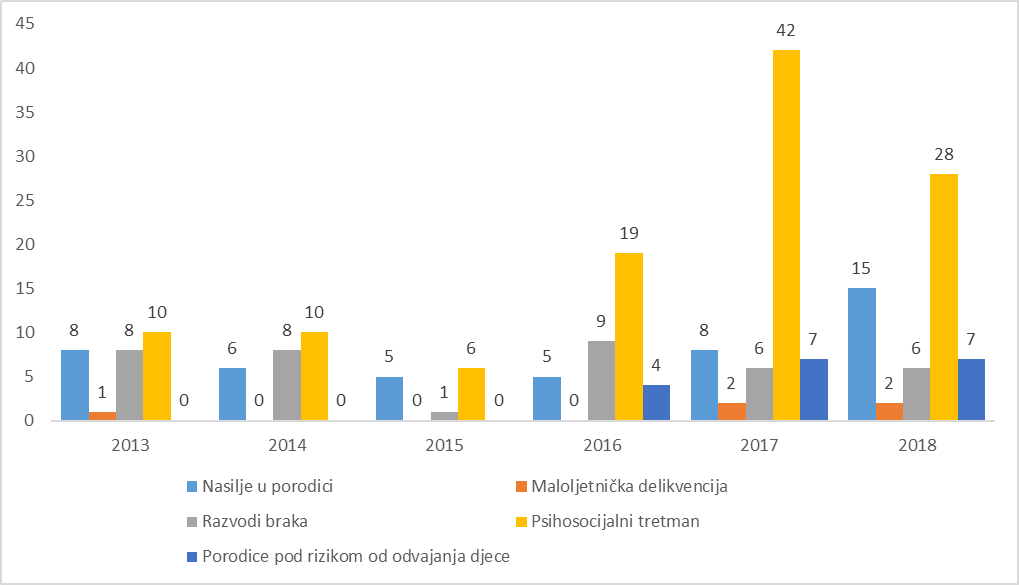 45
40
35
30
25
20
15
10
5
0
8 1 8 10 0
6 0 8 10 0
5 0 1 6 0
5 0 9 19 4
8 2 6 42 7
15 2 6 28 7
2013 2014 2015 2016 2017 2018
Nasilje u porodici
Maloljetnička delikvencija
Razvodi braka
Psihosocijalni tretman
Porodice pod rizikom od odvajanja djece